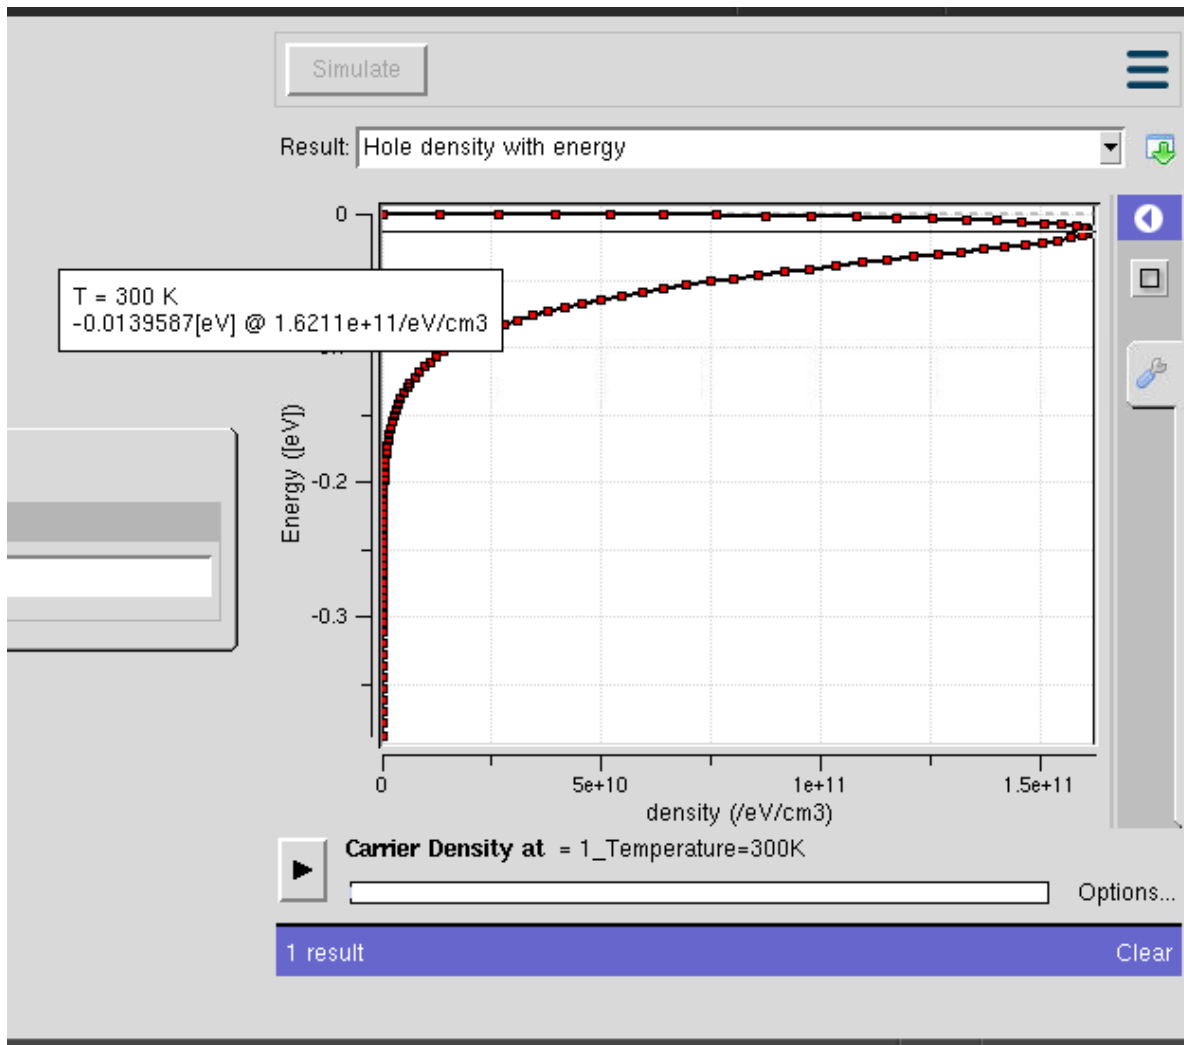 Simulate
Result: Hole density with energy
0
T = 300 K
-0.0139587[eV] @ 1.6211e+11/eV/cm3
Energy ([eV])
-0.2
-0.3
0 5e+10 1e+11 1.5e+11
density (/eV/cm3)
Carrier Density at = 1_Temperature=300K
Options...
1 result Clear